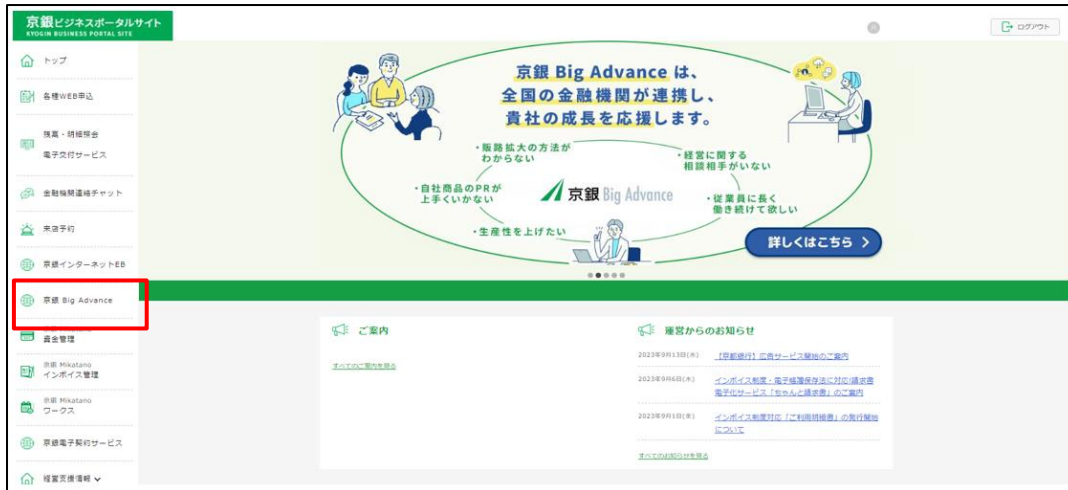 京銀ビジネスポータルサイト
KYOGIN BUSINESS PORTAL SITE
ログアウト
トップ
各種WEB申込
残高・明細照会
電子交付サービス
金融機関連絡チャット
来店予約
京銀インターネットEB
京銀 Big Advance
資金管理
京銀 Mikatano
インボイス管理
京銀 Mikatano
ワークス
京銀電子契約サービス
経営支援情報
京銀 Big Advance は、
全国の金融機関が連携し、
貴社の成長を応援します。
・販路拡大の方法が
わからない
・経営に関する
相談相手がいない
・自社商品のPRが
上手くいかない
京銀 Big Advance
・従業員に長く
働き続けて欲しい
・生産性を上げたい
詳しくはこちら
ご案内
すべてのご案内を見る
運営からのお知らせ
2023年9月13日(水)
【京都銀行】広告サービス開始のご案内
2023年9月6日(水)
インボイス制度・電子帳簿保存法に対応!請求書
電子化サービス「ちゃんと請求書」のご案内
2023年9月1日(金)
インボイス制度対応「ご利用明細書」の発行開始
について
すべてのお知らせを見る